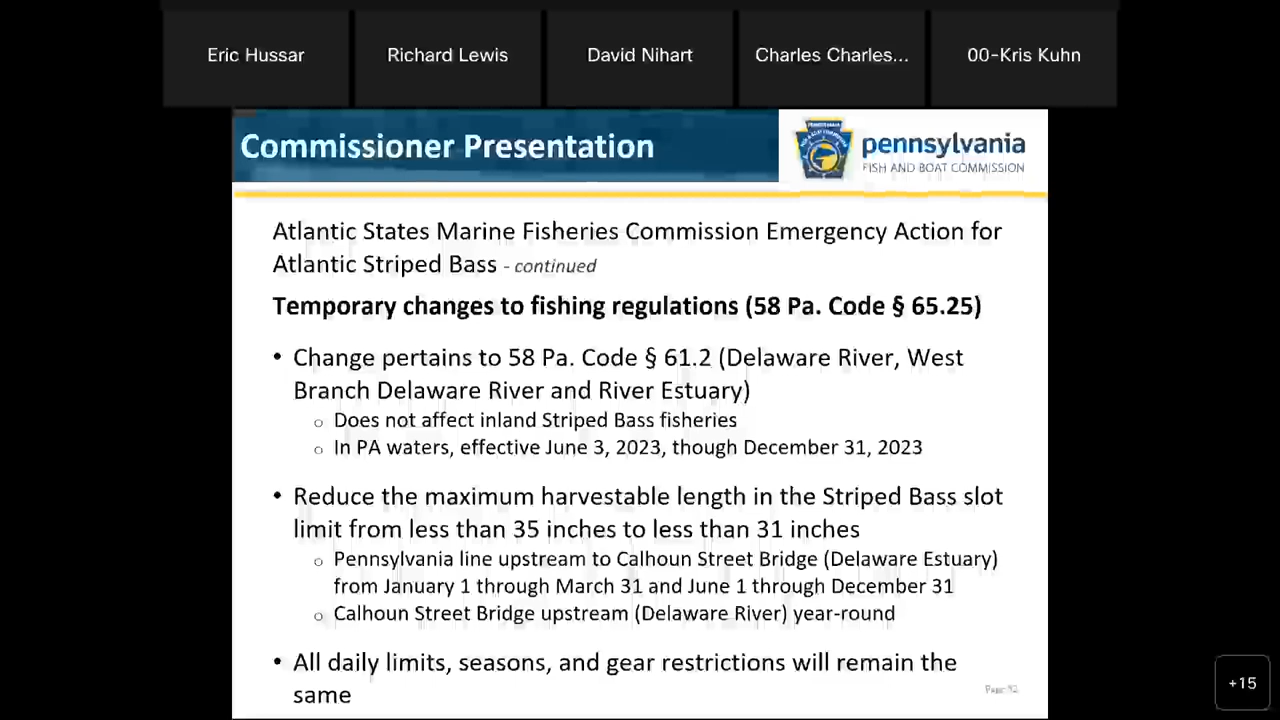 Eric Hussar
Richard Lewis
David Nihart
Charles Charles...
00-Kris Kuhn
Commissioner Presentation
pennsylvania
FISH AND BOAT COMMISSION
Atlantic States Marine Fisheries Commission Emergency Action for
Atlantic Striped Bass - continued
Temporary changes to fishing regulations (58 Pa. Code § 65.25)
• Change pertains to 58 Pa. Code § 61.2 (Delaware River, West
Branch Delaware River and River Estuary)
○ Does not affect inland Striped Bass fisheries
○ In PA waters, effective June 3, 2023, though December 31, 2023
• Reduce the maximum harvestable length in the Striped Bass slot
limit from less than 35 inches to less than 31 inches
○ Pennsylvania line upstream to Calhoun Street Bridge (Delaware Estuary)
from January 1 through March 31 and June 1 through December 31
○ Calhoun Street Bridge upstream (Delaware River) year-round
• All daily limits, seasons, and gear restrictions will remain the
same
+15